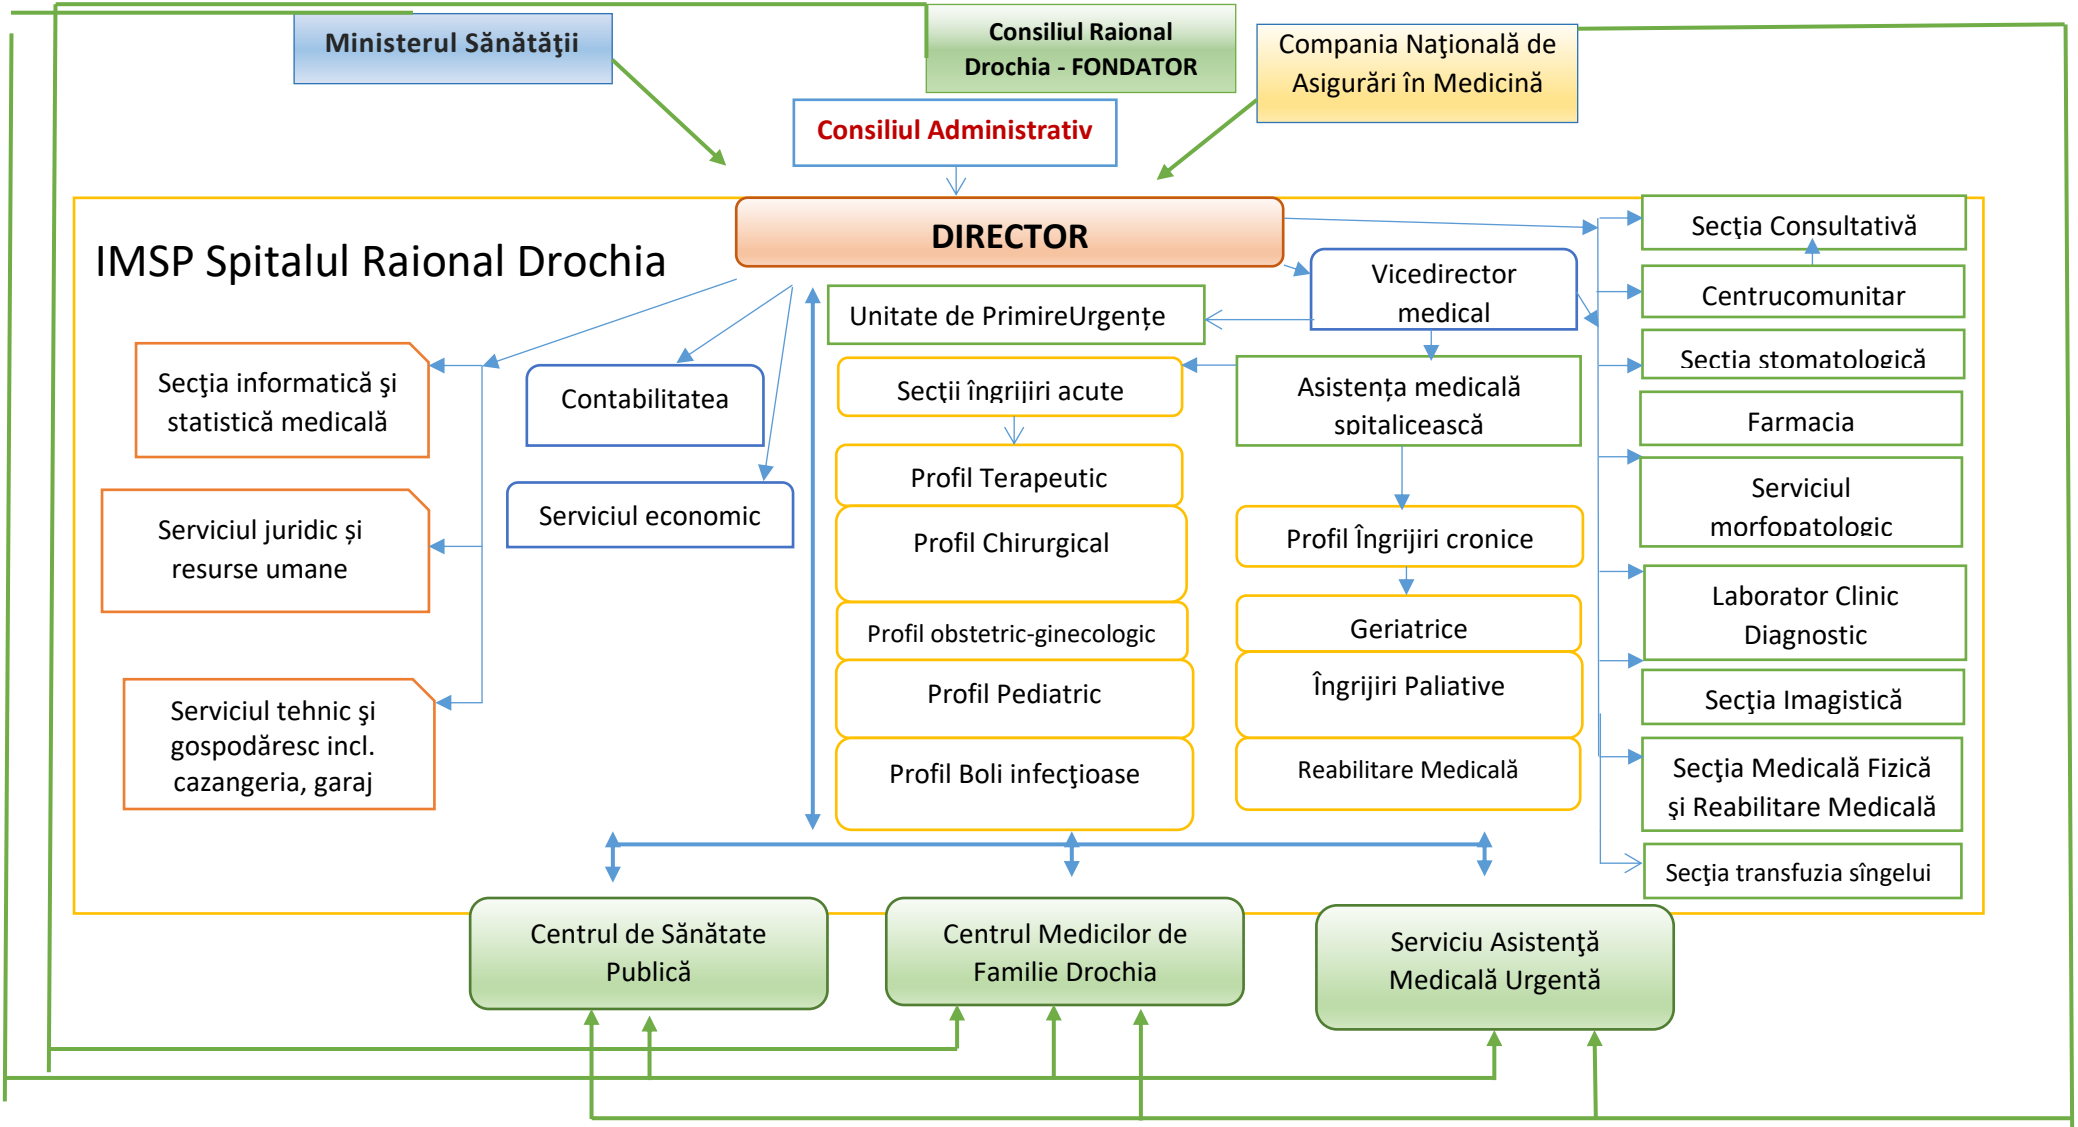 Ministerul Sănătăţii
Consiliul Raional
Drochia - FONDATOR
Compania Naţională de
Asigurări în Medicină
Consiliul Administrativ
IMSP Spitalul Raional Drochia
DIRECTOR
Vicedirector
medical
Unitate de PrimireUrgențe
Secţia informatică şi
statistică medicală
Serviciul juridic și
resurse umane
Serviciul tehnic şi
gospodăresc incl.
cazangeria, garaj
Contabilitatea
Serviciul economic
Secţii îngrijiri acute
Profil Terapeutic
Profil Chirurgical
Profil obstetric-ginecologic
Profil Pediatric
Profil Boli infecţioase
Asistența medicală
spitalicească
Profil Îngrijiri cronice
Geriatrice
Îngrijiri Paliative
Reabilitare Medicală
Secţia Consultativă
Centrucomunitar
Secţia stomatologică
Farmacia
Serviciul
morfopatologic
Laborator Clinic
Diagnostic
Secţia Imagistică
Secţia Medicală Fizică
şi Reabilitare Medicală
Secţia transfuzia sîngelui
Centrul de Sănătate
Publică
Centrul Medicilor de
Familie Drochia
Serviciu Asistenţă
Medicală Urgentă